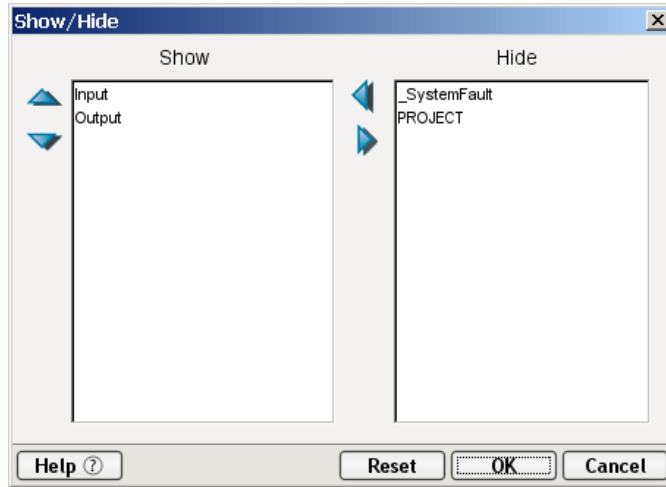 Show/Hide
Show Hide
Input
Output
_SystemFault
PROJECT
Help ? Reset OK Cancel